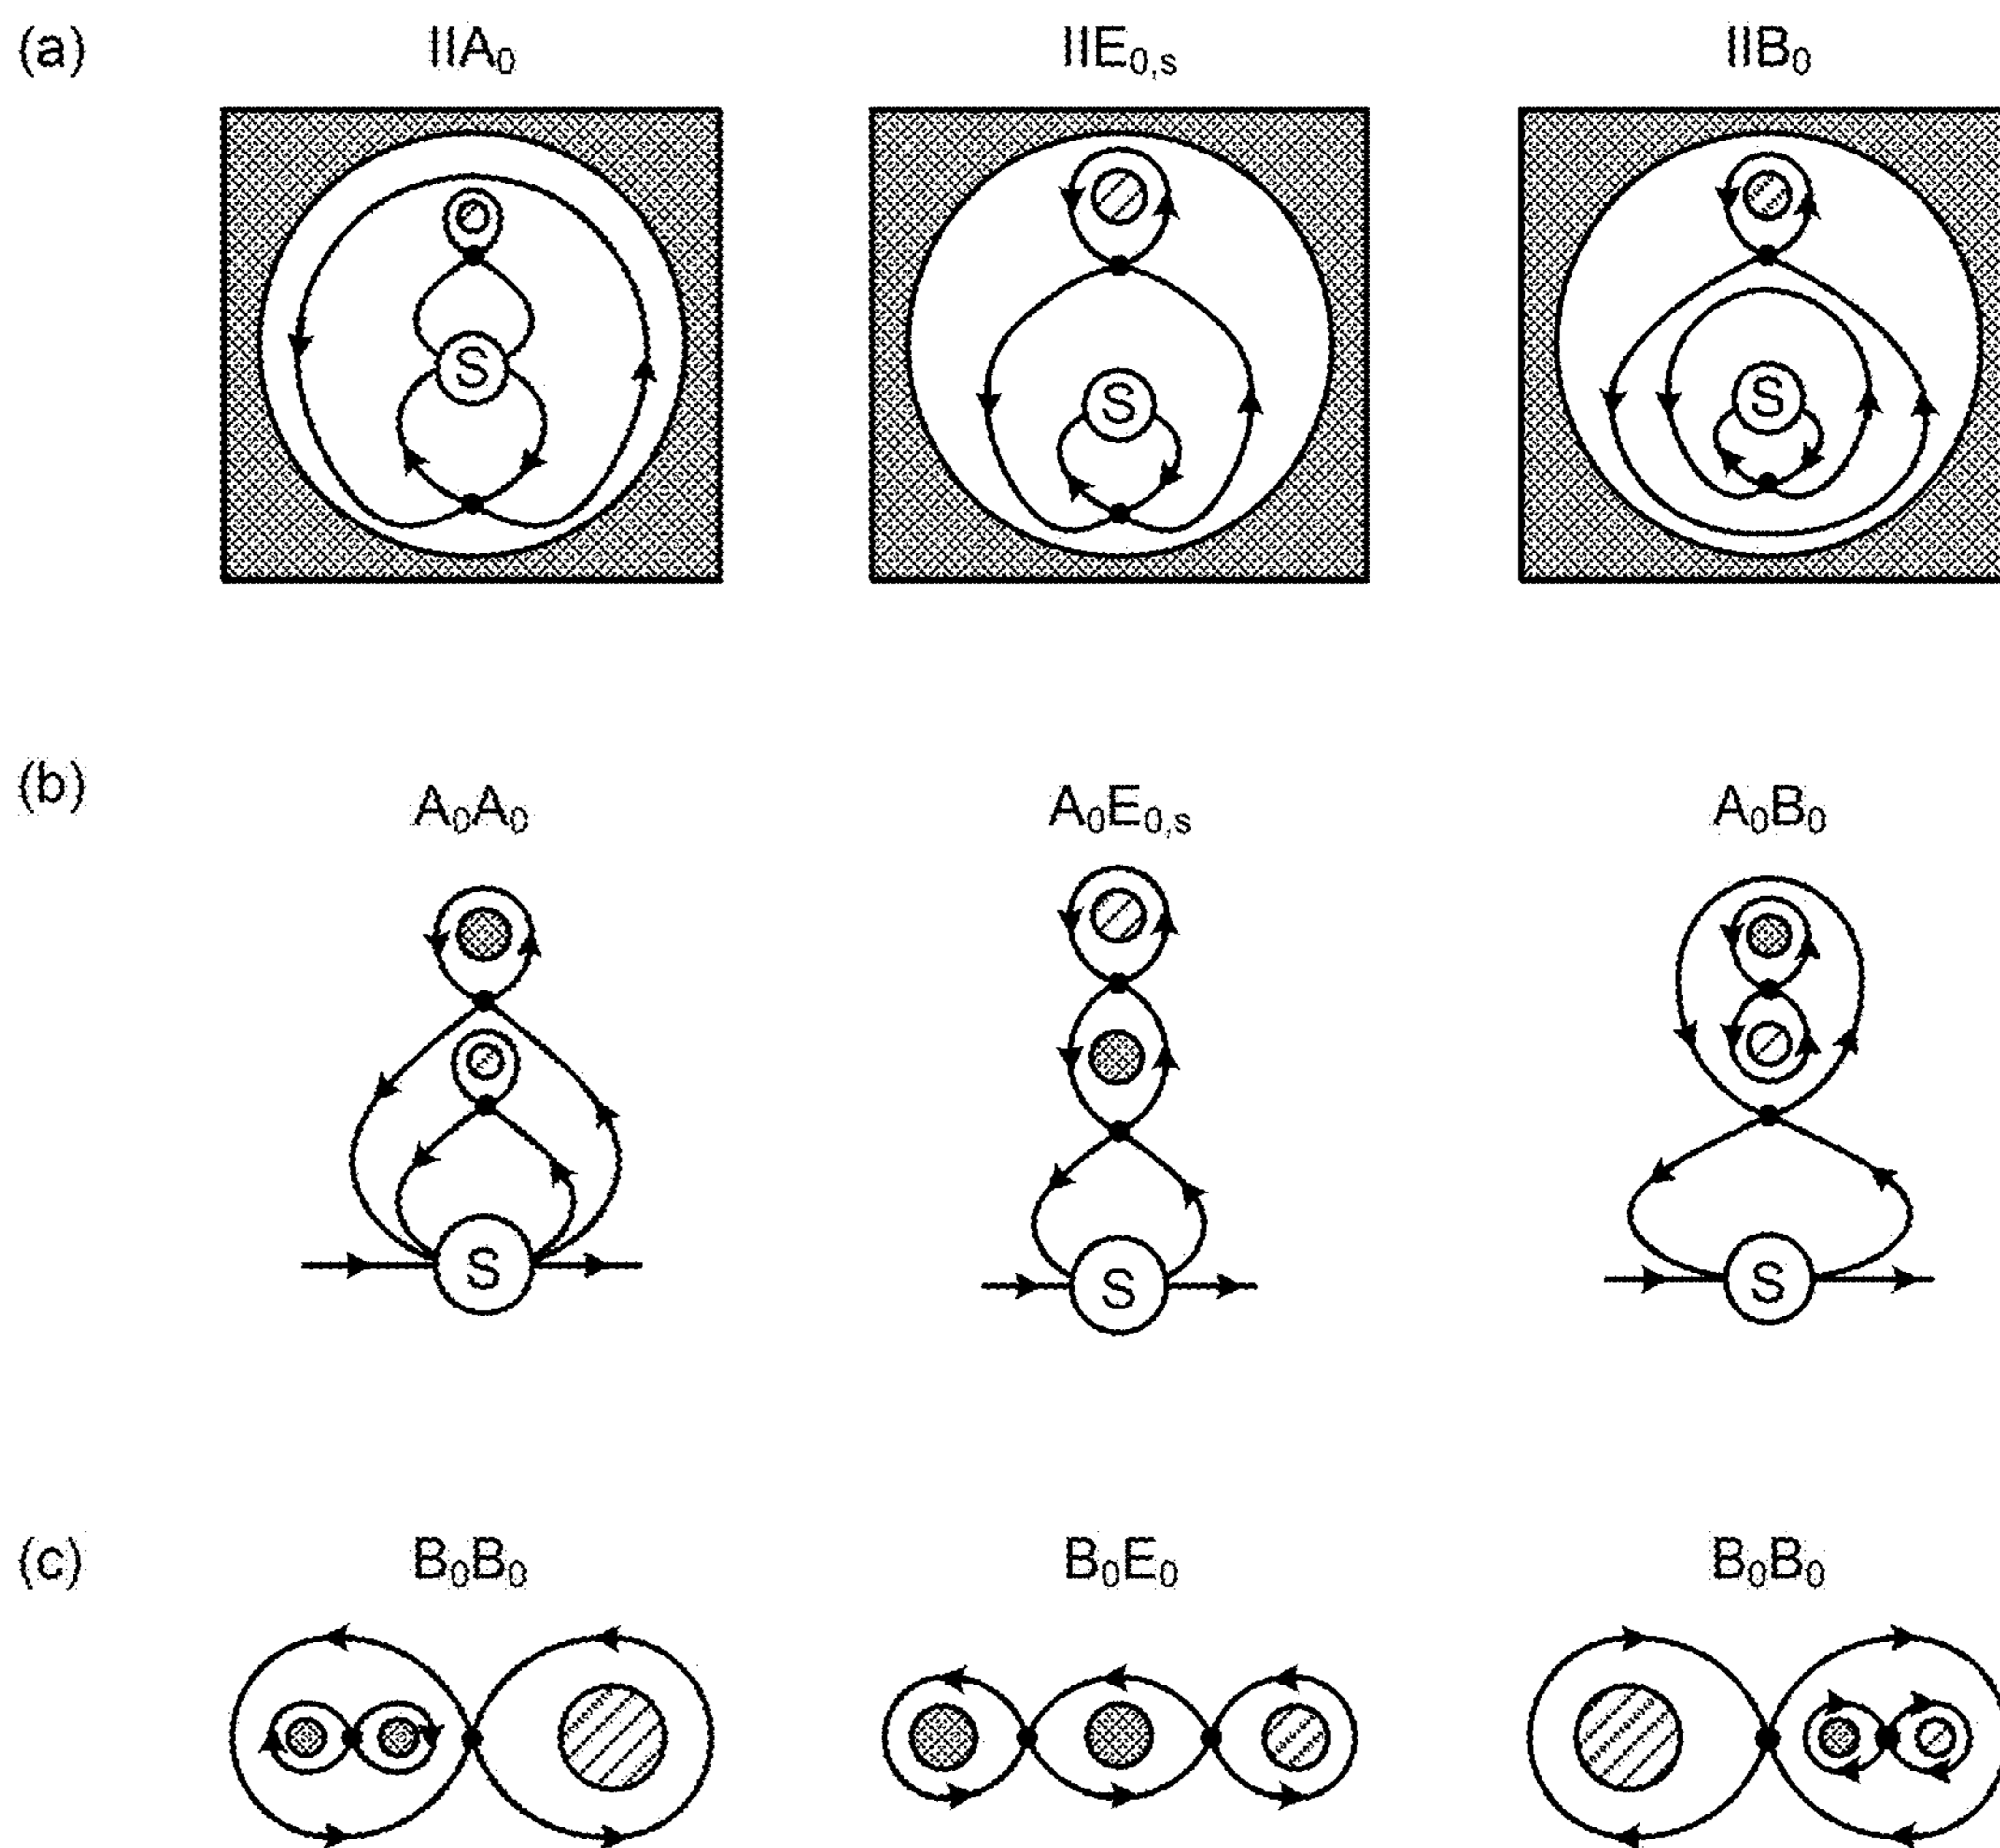 (a) IIA₀ IIE₀,ₛ IIB₀
S S S
(b) A₀A₀ A₀E₀,ₛ A₀B₀
S S S
(c) B₀B₀ B₀E₀ B₀B₀